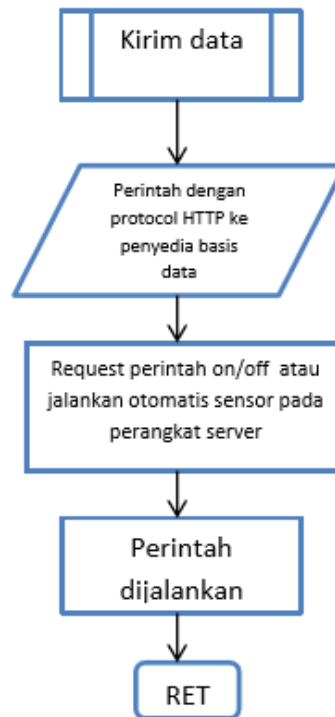 Kirim data
Perintah dengan
protocol HTTP ke
penyedia basis
data
Request perintah on/off atau
jalankan otomatis sensor pada
perangkat server
Perintah
dijalankan
RET